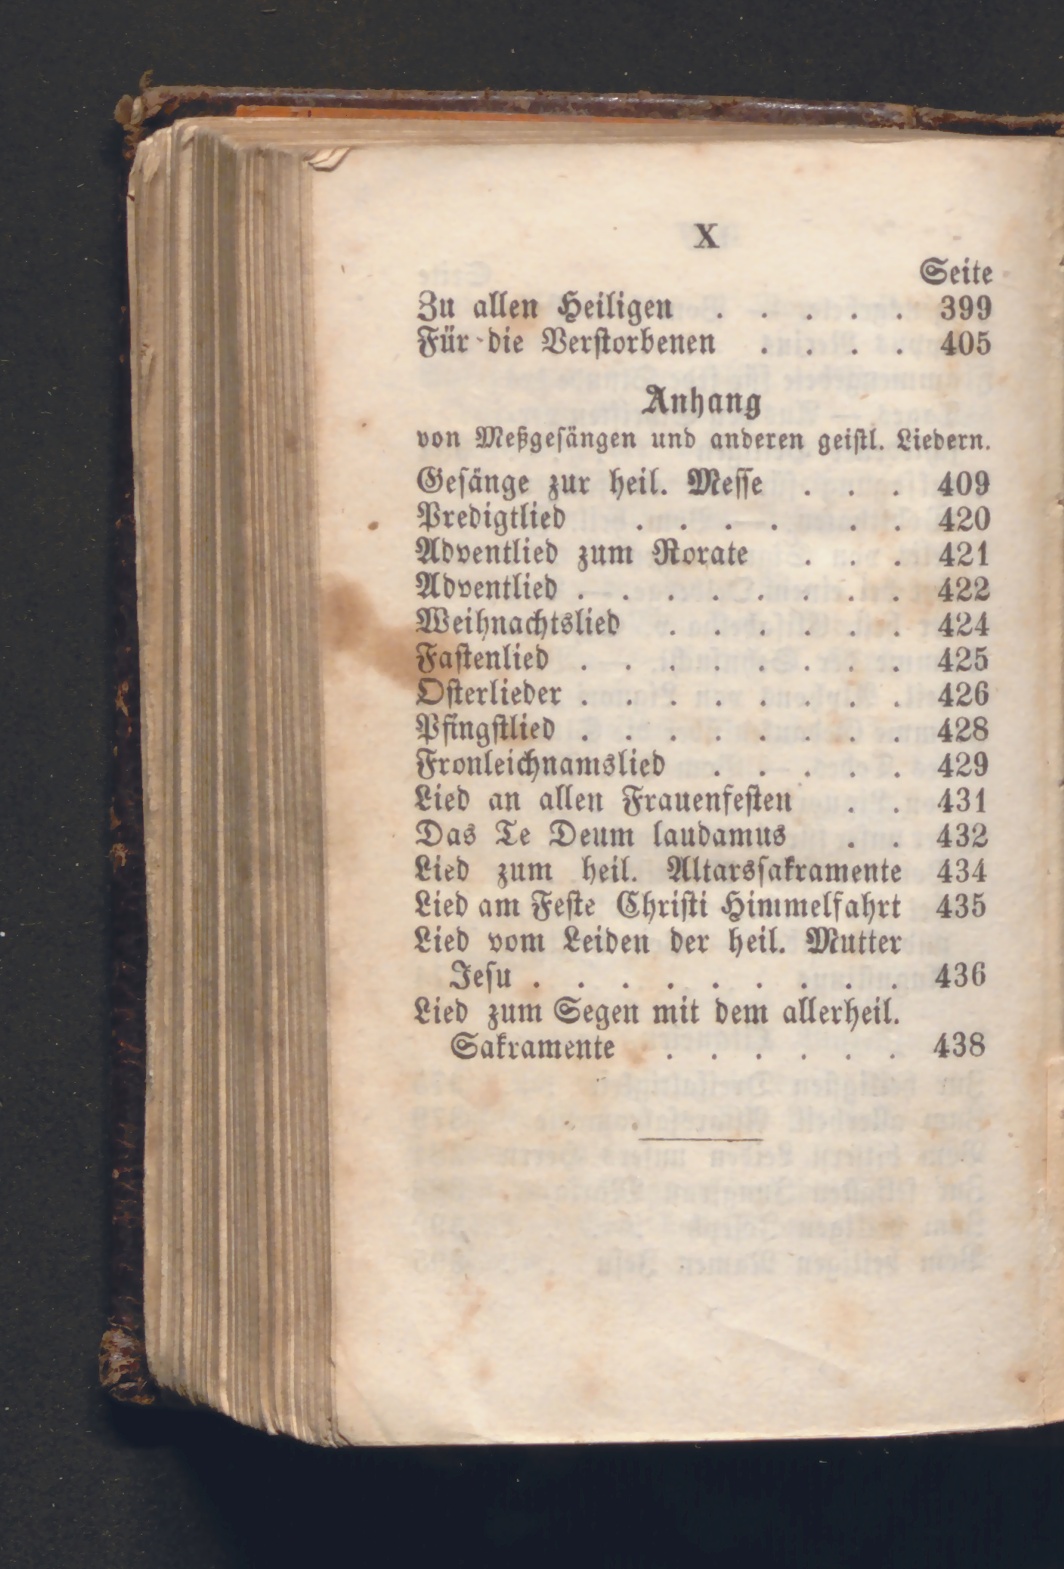 X
Seite
Zu allen Heiligen . . . . . 399
Für die Verstorbenen . . . . 405
Anhang
von Meßgesängen und anderen geistl. Liedern.
Gesänge zur heil. Messe . . . 409
Predigtlied . . . . . . 420
Adventlied zum Rorate . . . 421
Adventlied . . . . . . . . 422
Weihnachtslied . . . . . . 424
Fastenlied . . . . . . . . 425
Osterlieder . . . . . . . . 426
Pfingstlied . . . . . . . . 428
Fronleichnamslied . . . . . 429
Lied an allen Frauenfesten . . 431
Das Te Deum laudamus . . 432
Lied zum heil. Altarssakramente 434
Lied am Feste Christi Himmelfahrt 435
Lied vom Leiden der heil. Mutter
Jesu . . . . . . . . . 436
Lied zum Segen mit dem allerheil.
Sakramente . . . . . . 438